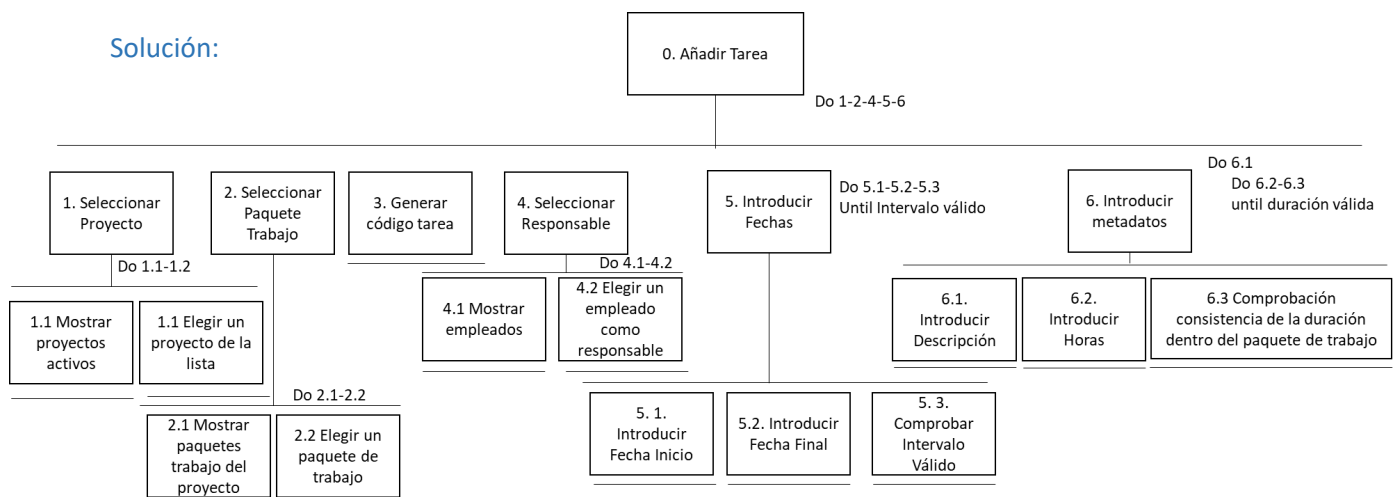 Solución:
0. Añadir Tarea
Do 1-2-4-5-6
1. Seleccionar
Proyecto
Do 1.1-1.2
1.1 Mostrar
proyectos
activos
1.1 Elegir un
proyecto de la
lista
2. Seleccionar
Paquete
Trabajo
Do 2.1-2.2
2.1 Mostrar
paquetes
trabajo del
proyecto
2.2 Elegir un
paquete de
trabajo
3. Generar
código tarea
4. Seleccionar
Responsable
Do 4.1-4.2
4.1 Mostrar
empleados
4.2 Elegir un
empleado
como
responsable
5. Introducir
Fechas
Do 5.1-5.2-5.3
Until Intervalo válido
5. 1.
Introducir
Fecha Inicio
5.2. Introducir
Fecha Final
5. 3.
Comprobar
Intervalo
Válido
6. Introducir
metadatos
Do 6.1
Do 6.2-6.3
until duración válida
6.1.
Introducir
Descripción
6.2.
Introducir
Horas
6.3 Comprobación
consistencia de la duración
dentro del paquete de trabajo